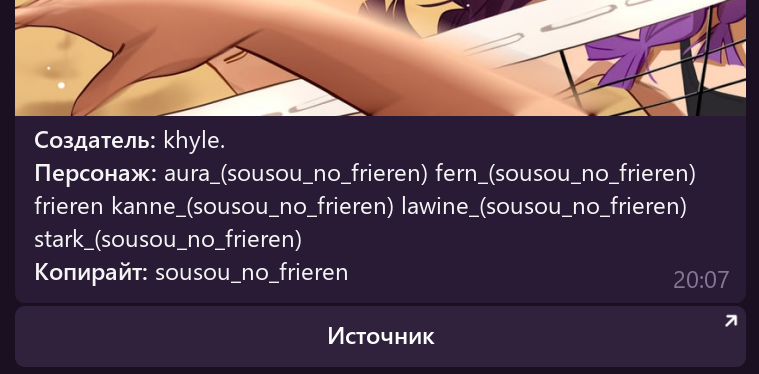 Создатель: khyle.
Персонаж: aura_(sousou_no_frieren) fern_(sousou_no_frieren)
frieren kanne_(sousou_no_frieren) lawine_(sousou_no_frieren)
stark_(sousou_no_frieren)
Копирайт: sousou_no_frieren
20:07
Источник